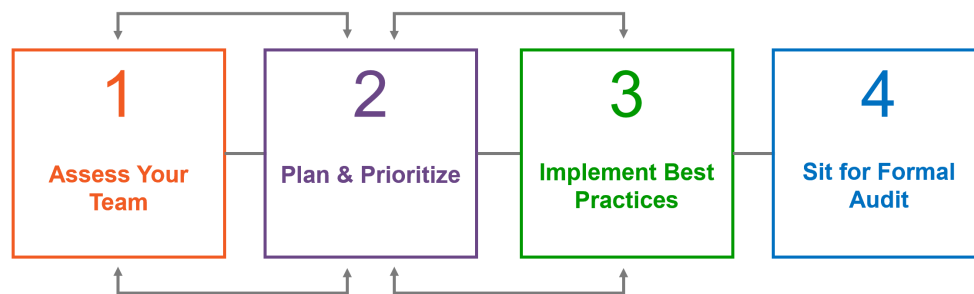 1
Assess Your
Team
2
Plan & Prioritize
3
Implement Best
Practices
4
Sit for Formal
Audit